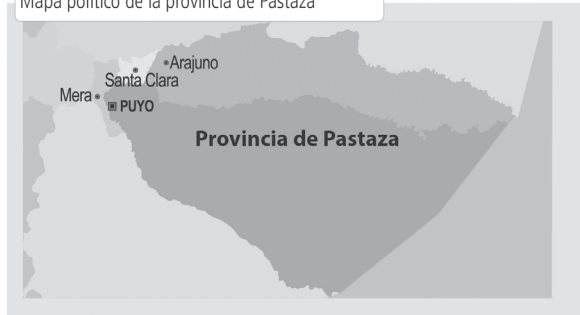 Mapa político de la provincia de Pastaza
Arajuno
Santa Clara
Mera
PUYO
Provincia de Pastaza